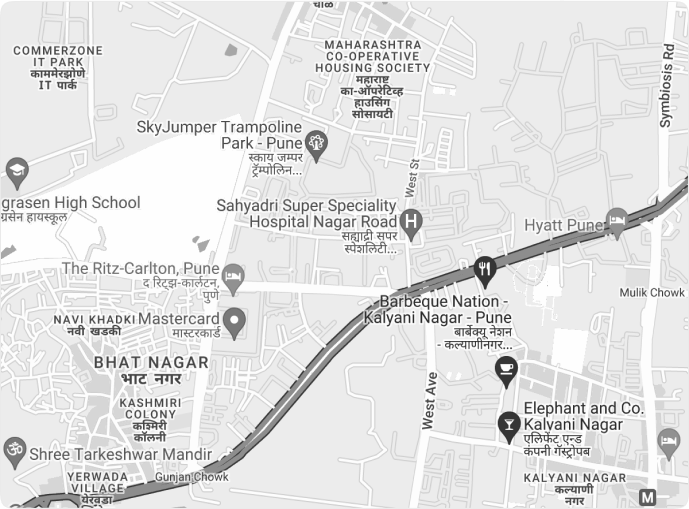 चाळ
COMMERZONE
IT PARK
काममेरझोणे
IT पार्क
MAHARASHTRA
CO-OPERATIVE
HOUSING SOCIETY
महाराष्ट्र
का-ऑपरेटिव्ह
हाउसिंग
सोसायटी
Symbiosis Rd
SkyJumper Trampoline
Park - Pune
स्काय जम्पर
ट्रॅम्पोलिन...
West St
grasen High School
ग्रसेन हायस्कूल
Sahyadri Super Speciality
Hospital Nagar Road
सह्याद्री सपर
स्पेशलिटी...
H
Hyatt Pune
The Ritz-Carlton, Pune
द रिट्झ-कार्लटन,
पुणे
Mulik Chowk
Barbeque Nation -
Kalyani Nagar - Pune
बार्बेक्यू नेशन
- कल्याणीनगर...
NAVI KHADKI
नवी खडकी
Mastercard
मास्टरकार्ड
BHAT NAGAR
भाट नगर
KASHMIRI
COLONY
कश्मिरी
कॉलनी
West Ave
Elephant and Co.
Kalyani Nagar
एलिफेंट एन्ड
कंपनी गॅस्ट्रोपब
ॐ
Shree Tarkeshwar Mandir
YERWADA
VILLAGE
येरवडा
Gunjan Chowk
KALYANI NAGAR
कल्याणी
नगर
M